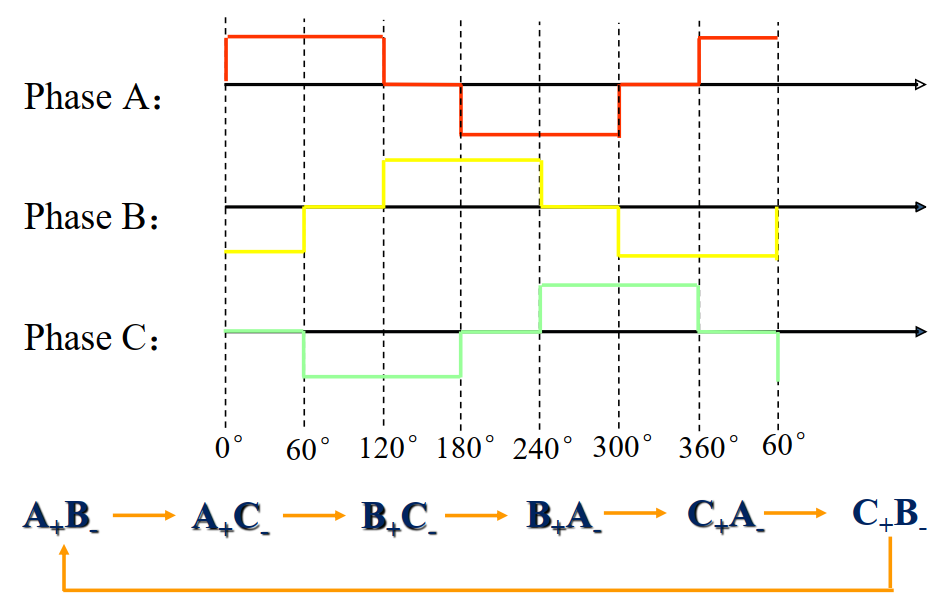 Phase A：
Phase B：
Phase C：
0° 60° 120° 180° 240° 300° 360° 60°
A+B- A+C- B+C- B+A- C+A- C+B-